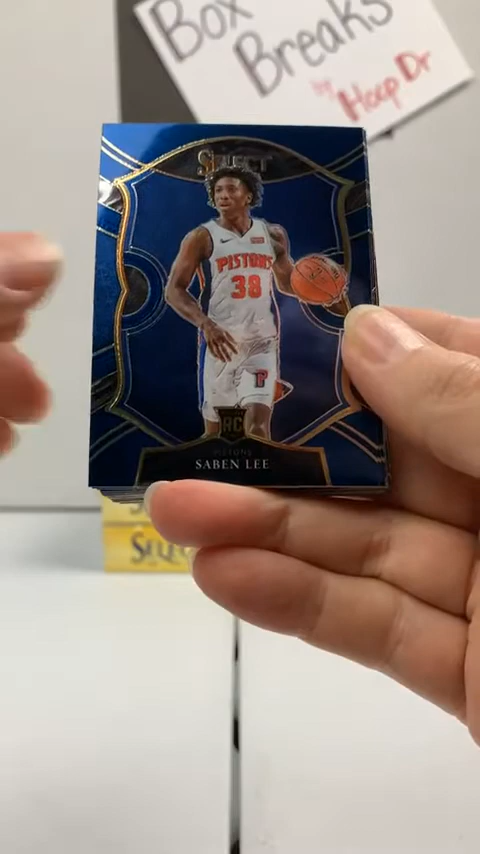 Box
Breaks
by
Hoop Dr
SELECT
PISTONS
38
P
RC
PISTONS
SABEN LEE
SELECT